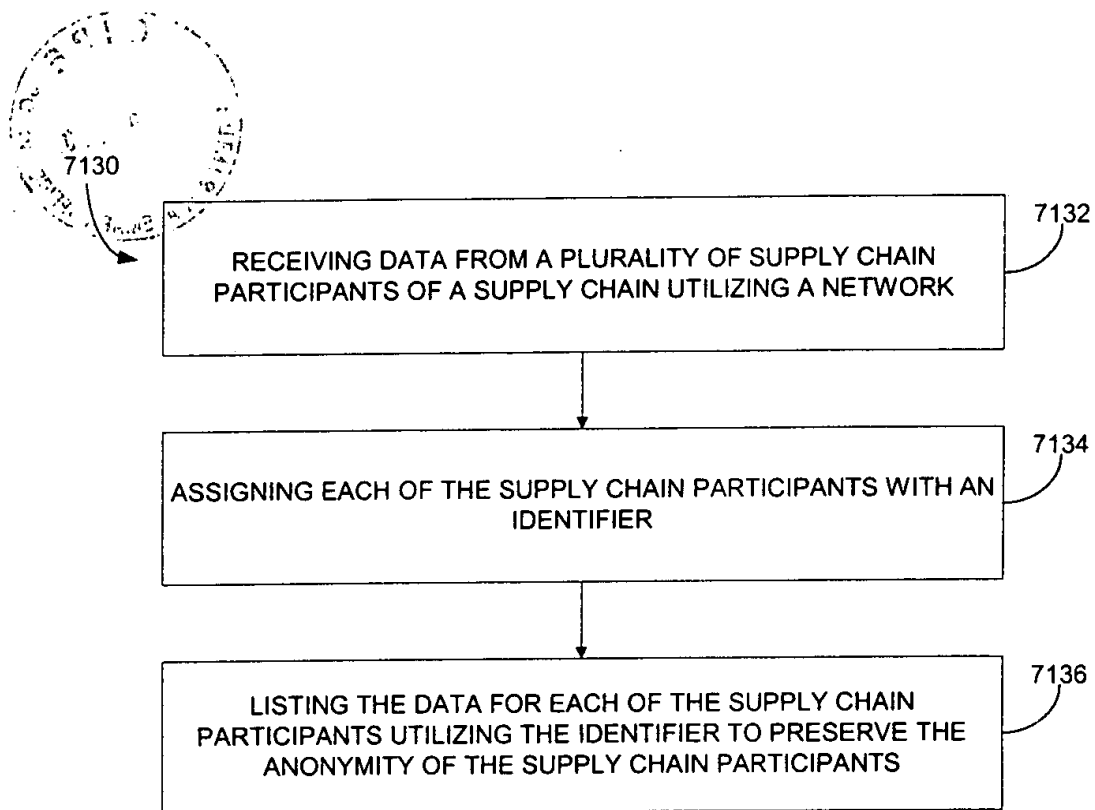 7130
7132
RECEIVING DATA FROM A PLURALITY OF SUPPLY CHAIN
PARTICIPANTS OF A SUPPLY CHAIN UTILIZING A NETWORK
7134
ASSIGNING EACH OF THE SUPPLY CHAIN PARTICIPANTS WITH AN
IDENTIFIER
7136
LISTING THE DATA FOR EACH OF THE SUPPLY CHAIN
PARTICIPANTS UTILIZING THE IDENTIFIER TO PRESERVE THE
ANONYMITY OF THE SUPPLY CHAIN PARTICIPANTS